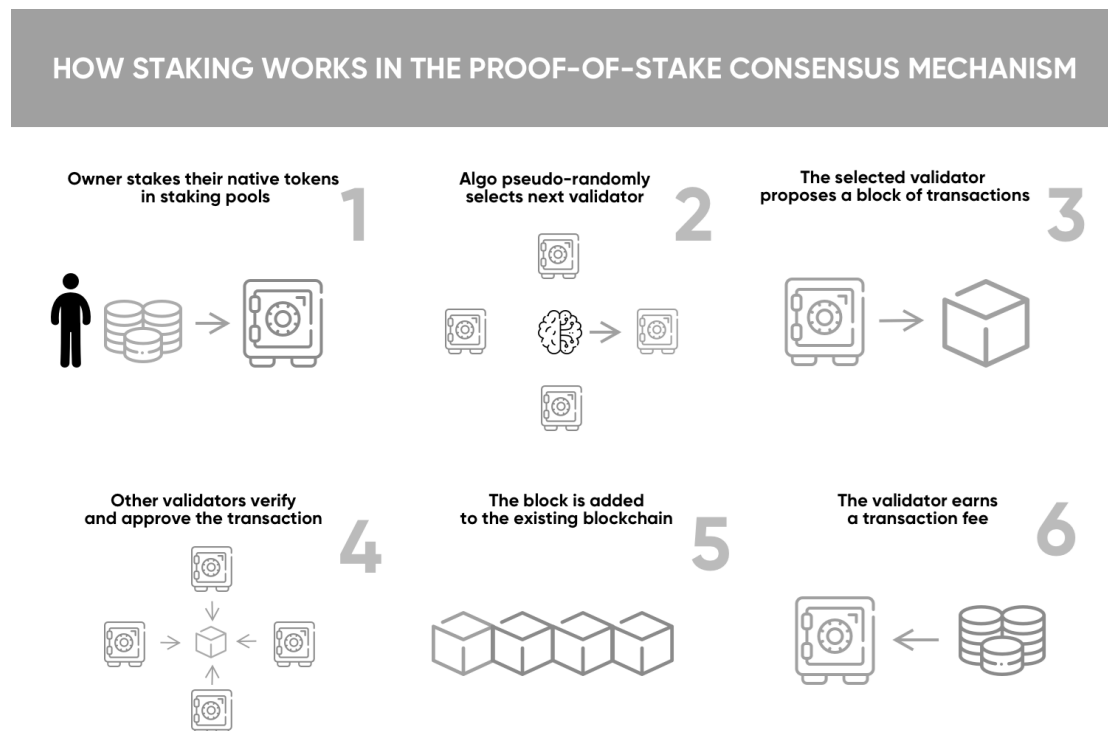 HOW STAKING WORKS IN THE PROOF-OF-STAKE CONSENSUS MECHANISM
Owner stakes their native tokens
in staking pools
1
Algo pseudo-randomly
selects next validator
2
The selected validator
proposes a block of transactions
3
Other validators verify
and approve the transaction
4
The block is added
to the existing blockchain
5
The validator earns
a transaction fee
6